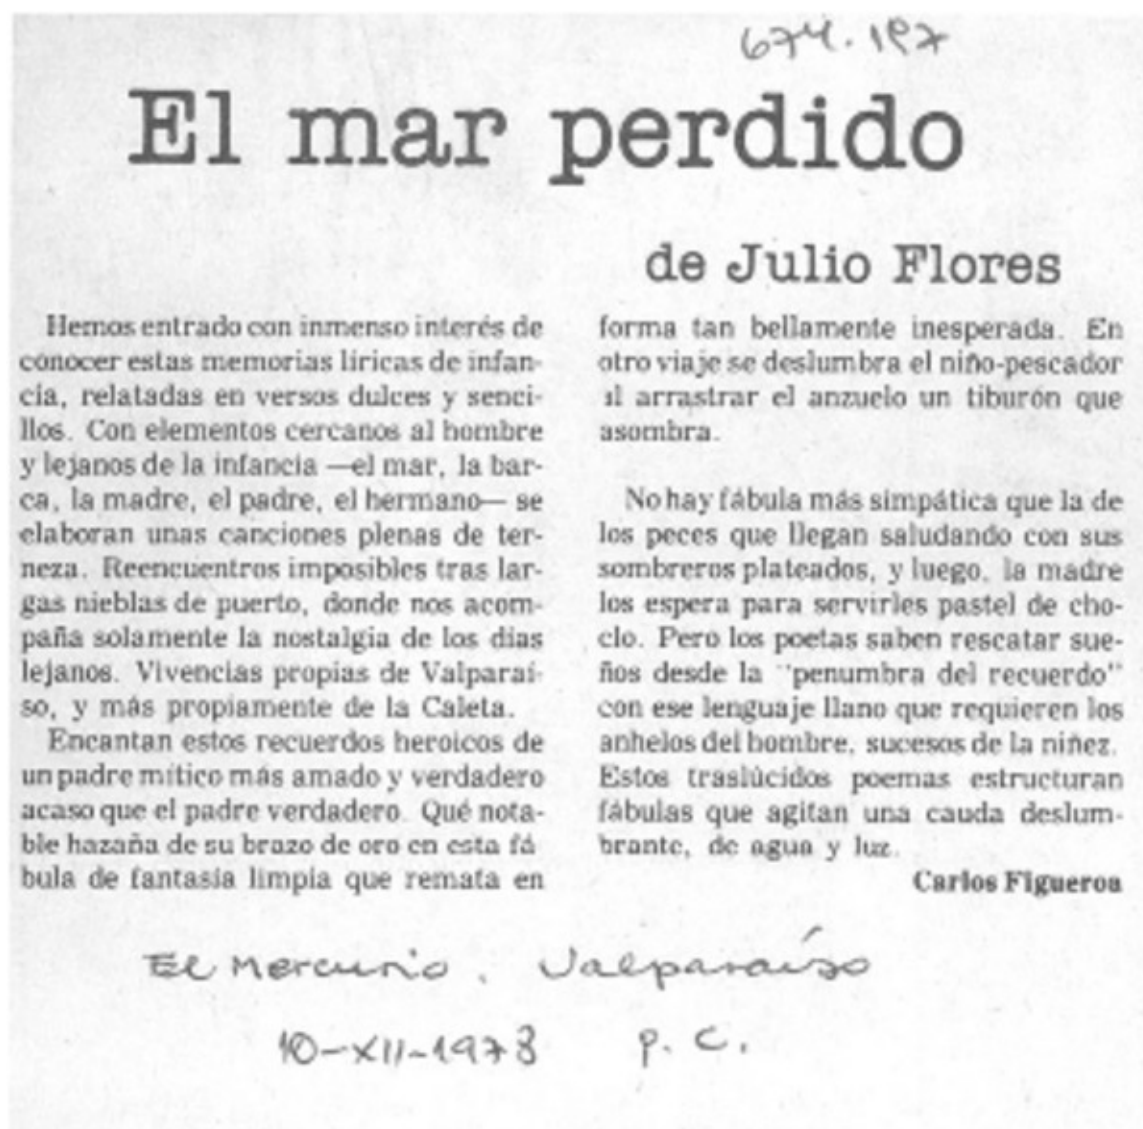 674.197
El mar perdido
de Julio Flores
Hemos entrado con inmenso interés de
conocer estas memorias líricas de infan-
cia, relatadas en versos dulces y senci-
llos. Con elementos cercanos al hombre
y lejanos de la infancia —el mar, la bar-
ca, la madre, el padre, el hermano— se
elaboran unas canciones plenas de ter-
neza. Reencuentros imposibles tras lar-
gas nieblas de puerto, donde nos acom-
paña solamente la nostalgia de los días
lejanos. Vivencias propias de Valparaí-
so, y más propiamente de la Caleta.
Encantan estos recuerdos heroicos de
un padre mítico más amado y verdadero
acaso que el padre verdadero. Qué nota-
ble hazaña de su brazo de oro en esta fá
bula de fantasía limpia que remata en
forma tan bellamente inesperada. En
otro viaje se deslumbra el niño-pescador
al arrastrar el anzuelo un tiburón que
asombra.
No hay fábula más simpática que la de
los peces que llegan saludando con sus
sombreros plateados, y luego, la madre
los espera para servirles pastel de cho-
clo. Pero los poetas saben rescatar sue-
ños desde la "penumbra del recuerdo"
con ese lenguaje llano que requieren los
anhelos del hombre, sucesos de la niñez.
Estos traslúcidos poemas estructuran
fábulas que agitan una cauda deslum-
brante, de agua y luz.
Carlos Figueroa
El Mercurio. Valparaíso
10-XII-1978 p. C.